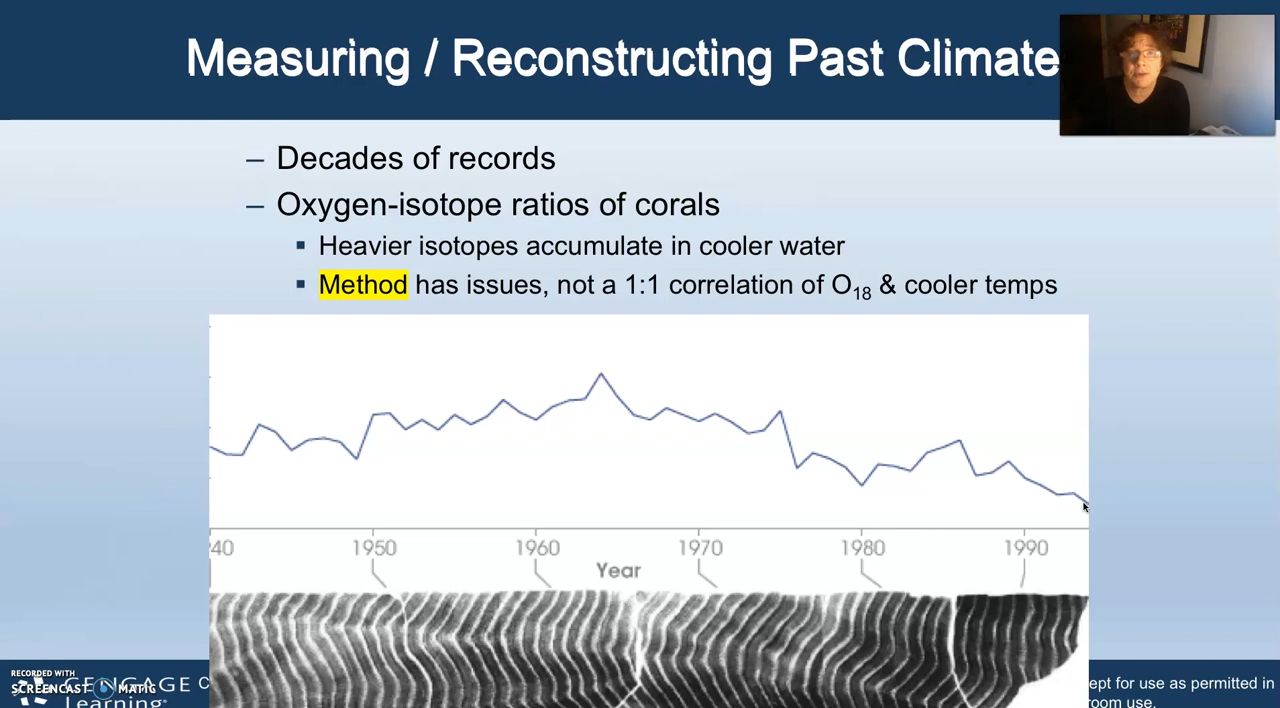 Measuring / Reconstructing Past Climate
– Decades of records
– Oxygen-isotope ratios of corals
▪ Heavier isotopes accumulate in cooler water
▪ Method has issues, not a 1:1 correlation of O18 & cooler temps
40 1950 1960 1970 1980 1990
Year
RECORDED WITH
SCREENCAST MATIC
CENGAGE
Learning
ept for use as permitted in
room use.